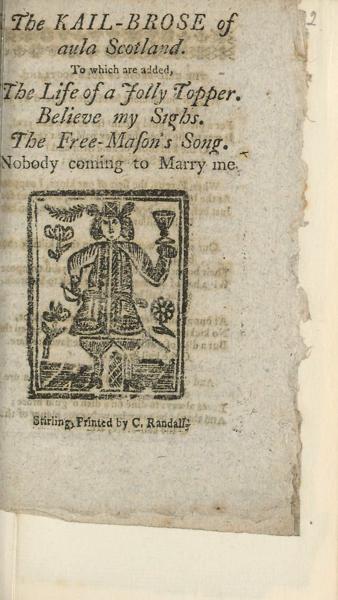 The KAIL-BROSE of
aula Scotland.
To which are added,
The Life of a Jolly Topper.
Believe my Sighs.
The Free-Maſon's Song.
Nobody coming to Marry me.
Stirling, Printed by C. Randall.
2